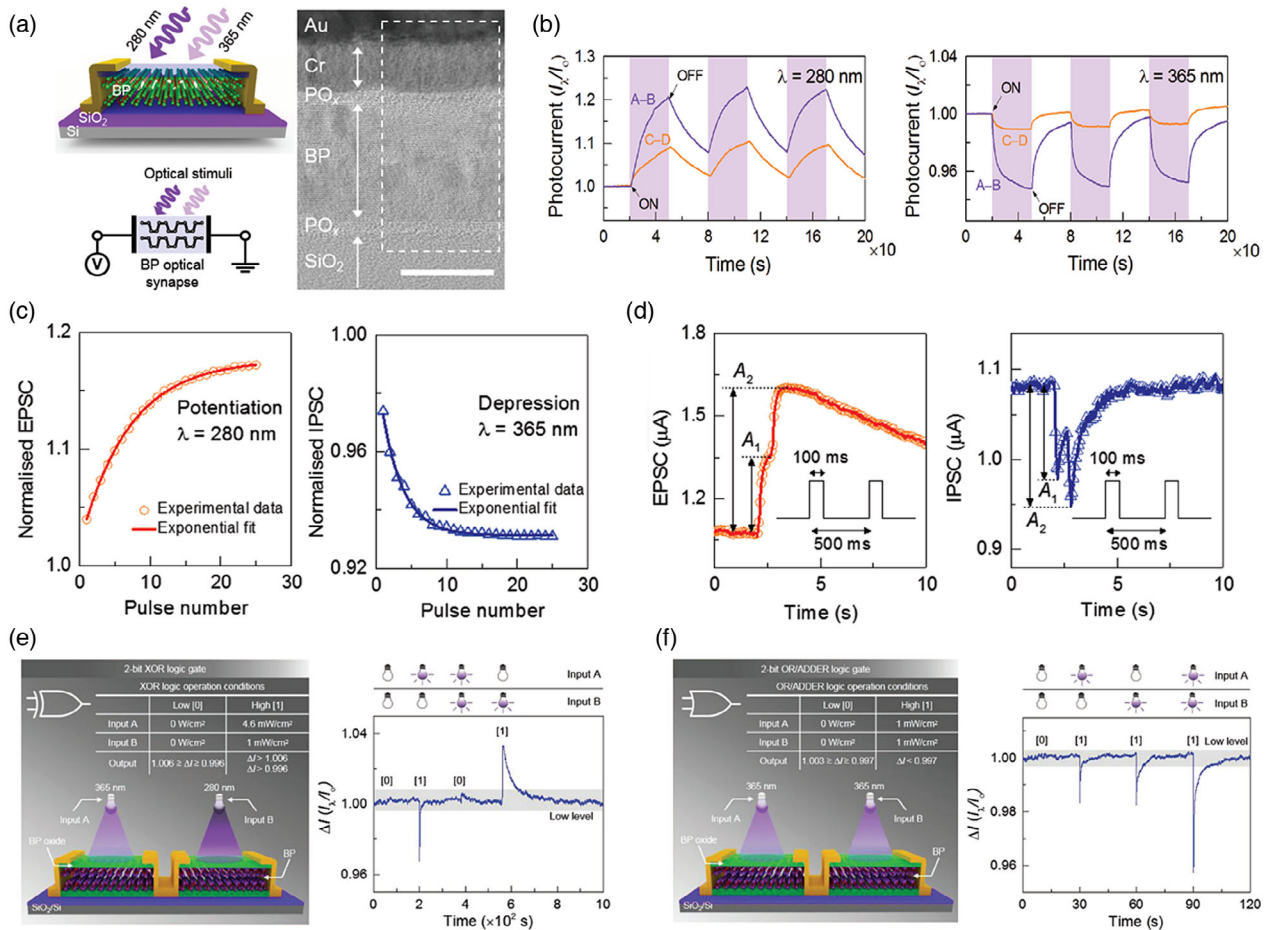 (a)
280 nm
365 nm
BP
SiO₂
Si
Optical stimuli
V
BP optical
synapse
Au
Cr
POₓ
BP
POₓ
SiO₂
(b)
Photocurrent (Iλ/I₀)
1.3
1.2
1.1
1.0
OFF
λ = 280 nm
A–B
C–D
ON
0 4 8 12 16 20
Time (s)
×10
Photocurrent (Iλ/I₀)
1.04
1.00
0.96
ON
λ = 365 nm
C–D
A–B
OFF
0 4 8 12 16 20
Time (s)
×10
(c)
Normalised EPSC
1.2
1.1
1.0
Potentiation
λ = 280 nm
Experimental data
Exponential fit
0 10 20 30
Pulse number
Normalised IPSC
1.00
0.96
0.92
Depression
λ = 365 nm
Experimental data
Exponential fit
0 10 20 30
Pulse number
(d)
EPSC (μA)
1.8
1.5
1.2
A₂
A₁
100 ms
500 ms
0 5 10
Time (s)
IPSC (μA)
1.1
1.0
0.9
100 ms
A₁
A₂
500 ms
0 5 10
Time (s)
(e)
2-bit XOR logic gate
XOR logic operation conditions
Low [0] High [1]
Input A 0 W/cm² 4.6 mW/cm²
Input B 0 W/cm² 1 mW/cm²
Output 1.006 ≥ ΔI ≥ 0.996 ΔI > 1.006
ΔI > 0.996
365 nm
280 nm
Input A
Input B
BP oxide
BP
SiO₂/Si
Input A
Input B
ΔI (Iλ/I₀)
1.04
1.00
0.96
[0] [1] [0] [1]
Low level
0 2 4 6 8 10
Time (×10² s)
(f)
2-bit OR/ADDER logic gate
OR/ADDER logic operation conditions
Low [0] High [1]
Input A 0 W/cm² 1 mW/cm²
Input B 0 W/cm² 1 mW/cm²
Output 1.003 ≥ ΔI ≥ 0.997 ΔI < 0.997
365 nm
365 nm
Input A
Input B
BP oxide
BP
SiO₂/Si
Input A
Input B
ΔI (Iλ/I₀)
1.00
0.98
0.96
[0] [1] [1] [1]
Low level
0 30 60 90 120
Time (s)